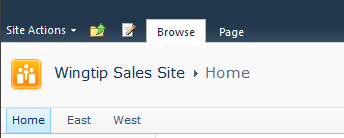 Site Actions Browse Page
Wingtip Sales Site Home
Home East West